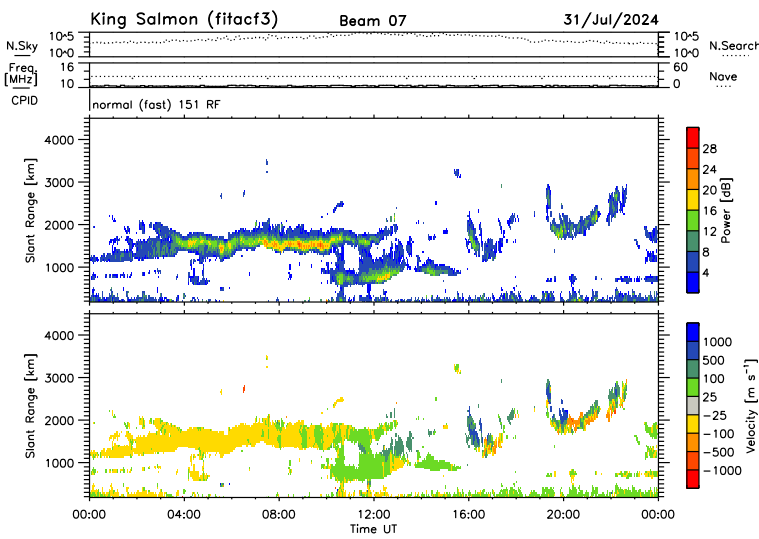 King Salmon (fitacf3) Beam 07 31/Jul/2024
N.Sky 10^5 10^0 10^5 10^0 N.Search
Freq [MHz] 16 10 60 0 Nave
CPID normal (fast) 151 RF
Slant Range [km]
4000
3000
2000
1000
28
24
20
16
12
8
4
Power [dB]
Slant Range [km]
4000
3000
2000
1000
1000
500
100
25
−25
−100
−500
−1000
Velocity [m s⁻¹]
00:00 04:00 08:00 12:00 16:00 20:00 00:00
Time UT